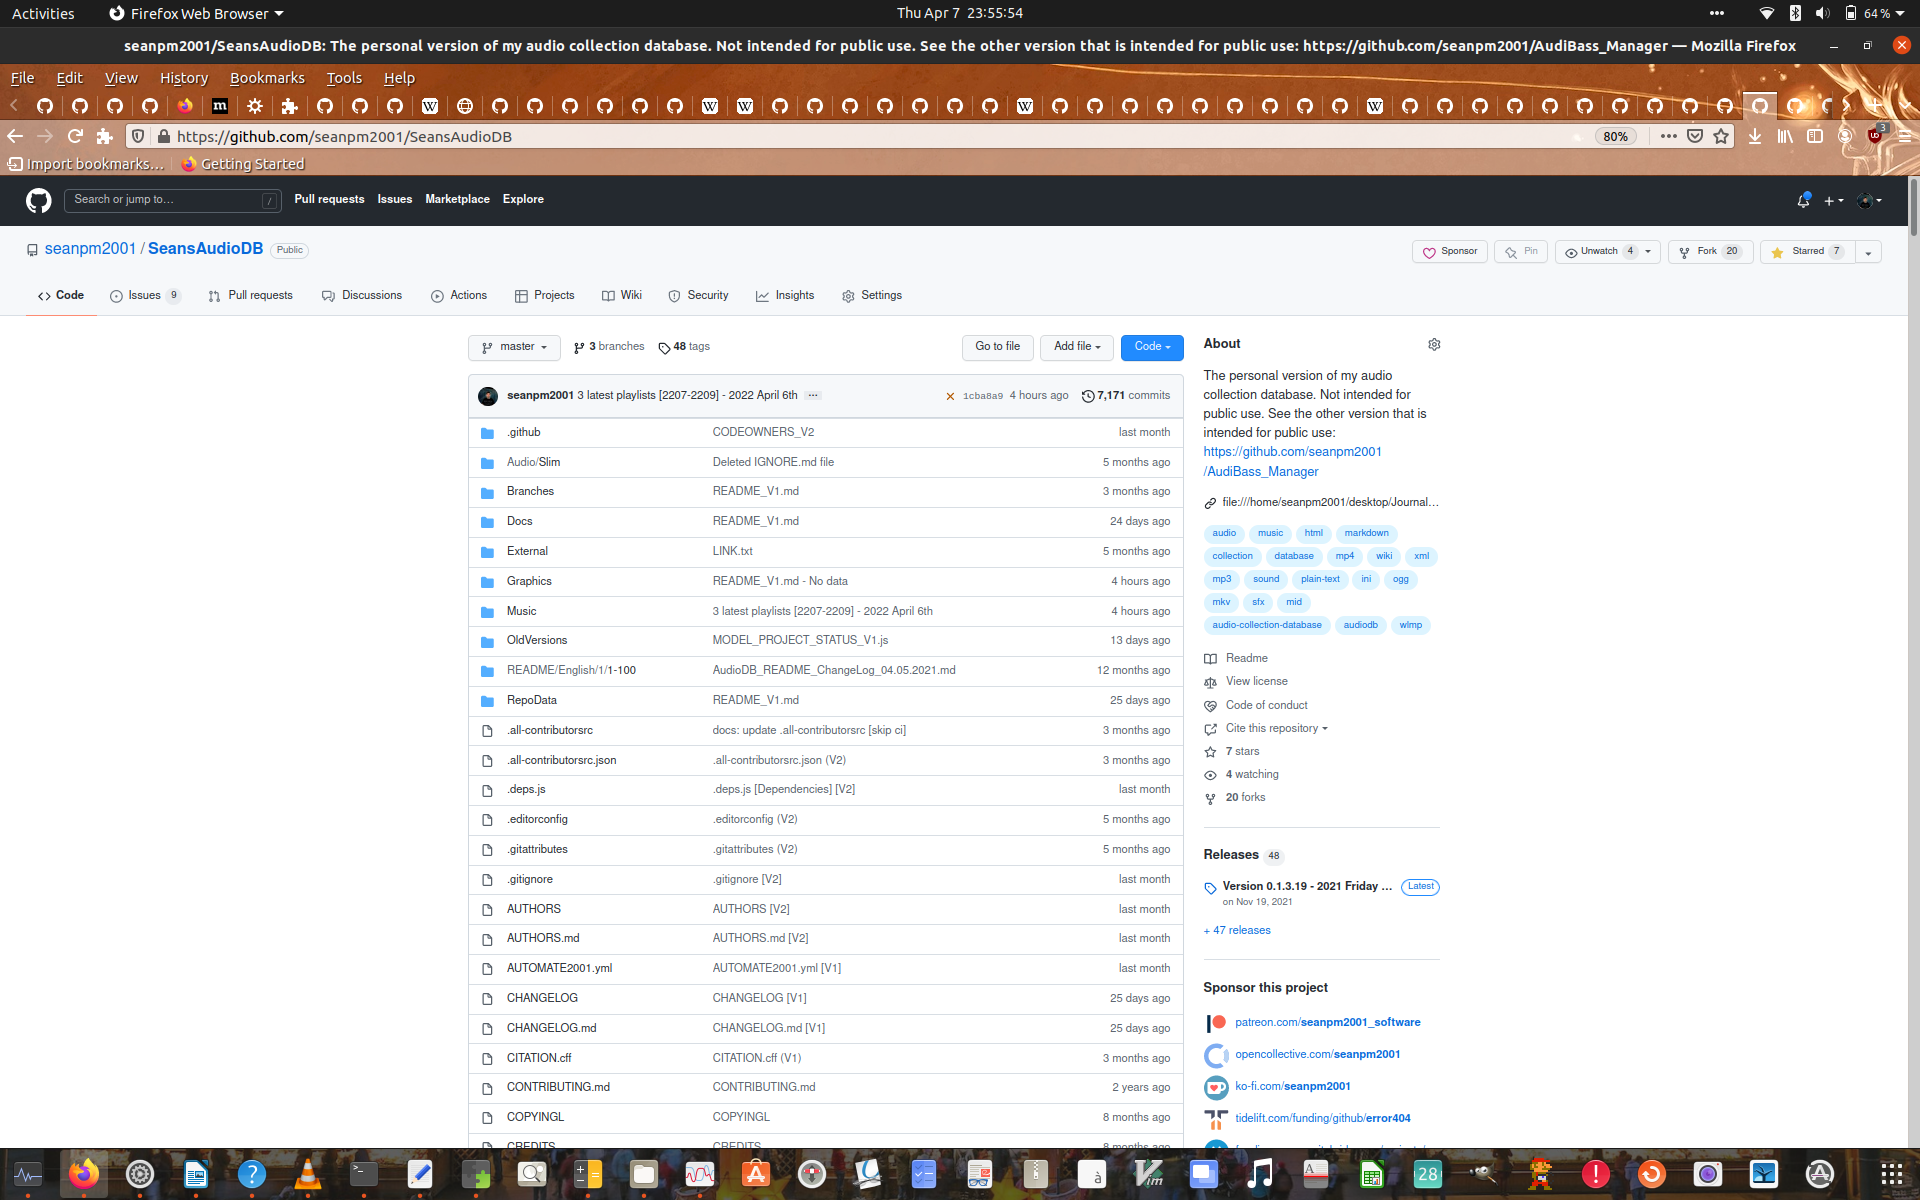 Activities
Firefox Web Browser
Thu Apr 7 23:55:54
64 %
seanpm2001/SeansAudioDB: The personal version of my audio collection database. Not intended for public use. See the other version that is intended for public use: https://github.com/seanpm2001/AudiBass_Manager — Mozilla Firefox
File Edit View History Bookmarks Tools Help
https://github.com/seanpm2001/SeansAudioDB
80%
3
Import bookmarks…
Getting Started
Search or jump to…
/
Pull requests Issues Marketplace Explore
seanpm2001 / SeansAudioDB
Public
Sponsor
Pin
Unwatch 4
Fork 20
Starred 7
Code
Issues 9
Pull requests
Discussions
Actions
Projects
Wiki
Security
Insights
Settings
master
3 branches
48 tags
Go to file
Add file
Code
seanpm2001 3 latest playlists [2207-2209] - 2022 April 6th
1cba8a9 4 hours ago
7,171 commits
.github CODEOWNERS_V2 last month
Audio/Slim Deleted IGNORE.md file 5 months ago
Branches README_V1.md 3 months ago
Docs README_V1.md 24 days ago
External LINK.txt 5 months ago
Graphics README_V1.md - No data 4 hours ago
Music 3 latest playlists [2207-2209] - 2022 April 6th 4 hours ago
OldVersions MODEL_PROJECT_STATUS_V1.js 13 days ago
README/English/1/1-100 AudioDB_README_ChangeLog_04.05.2021.md 12 months ago
RepoData README_V1.md 25 days ago
.all-contributorsrc docs: update .all-contributorsrc [skip ci] 3 months ago
.all-contributorsrc.json .all-contributorsrc.json (V2) 3 months ago
.deps.js .deps.js [Dependencies] [V2] last month
.editorconfig .editorconfig (V2) 5 months ago
.gitattributes .gitattributes (V2) 5 months ago
.gitignore .gitignore [V2] last month
AUTHORS AUTHORS [V2] last month
AUTHORS.md AUTHORS.md [V2] last month
AUTOMATE2001.yml AUTOMATE2001.yml [V1] last month
CHANGELOG CHANGELOG [V1] 25 days ago
CHANGELOG.md CHANGELOG.md [V1] 25 days ago
CITATION.cff CITATION.cff (V1) 3 months ago
CONTRIBUTING.md CONTRIBUTING.md 2 years ago
COPYINGL COPYINGL 8 months ago
CREDITS CREDITS 8 months ago
About
The personal version of my audio
collection database. Not intended for
public use. See the other version that is
intended for public use:
https://github.com/seanpm2001
/AudiBass_Manager
file:///home/seanpm2001/desktop/Journal…
audio music html markdown
collection database mp4 wiki xml
mp3 sound plain-text ini ogg
mkv sfx mid
audio-collection-database audiodb wlmp
Readme
View license
Code of conduct
Cite this repository
7 stars
4 watching
20 forks
Releases 48
Version 0.1.3.19 - 2021 Friday … Latest
on Nov 19, 2021
+ 47 releases
Sponsor this project
patreon.com/seanpm2001_software
opencollective.com/seanpm2001
ko-fi.com/seanpm2001
tidelift.com/funding/github/error404
28